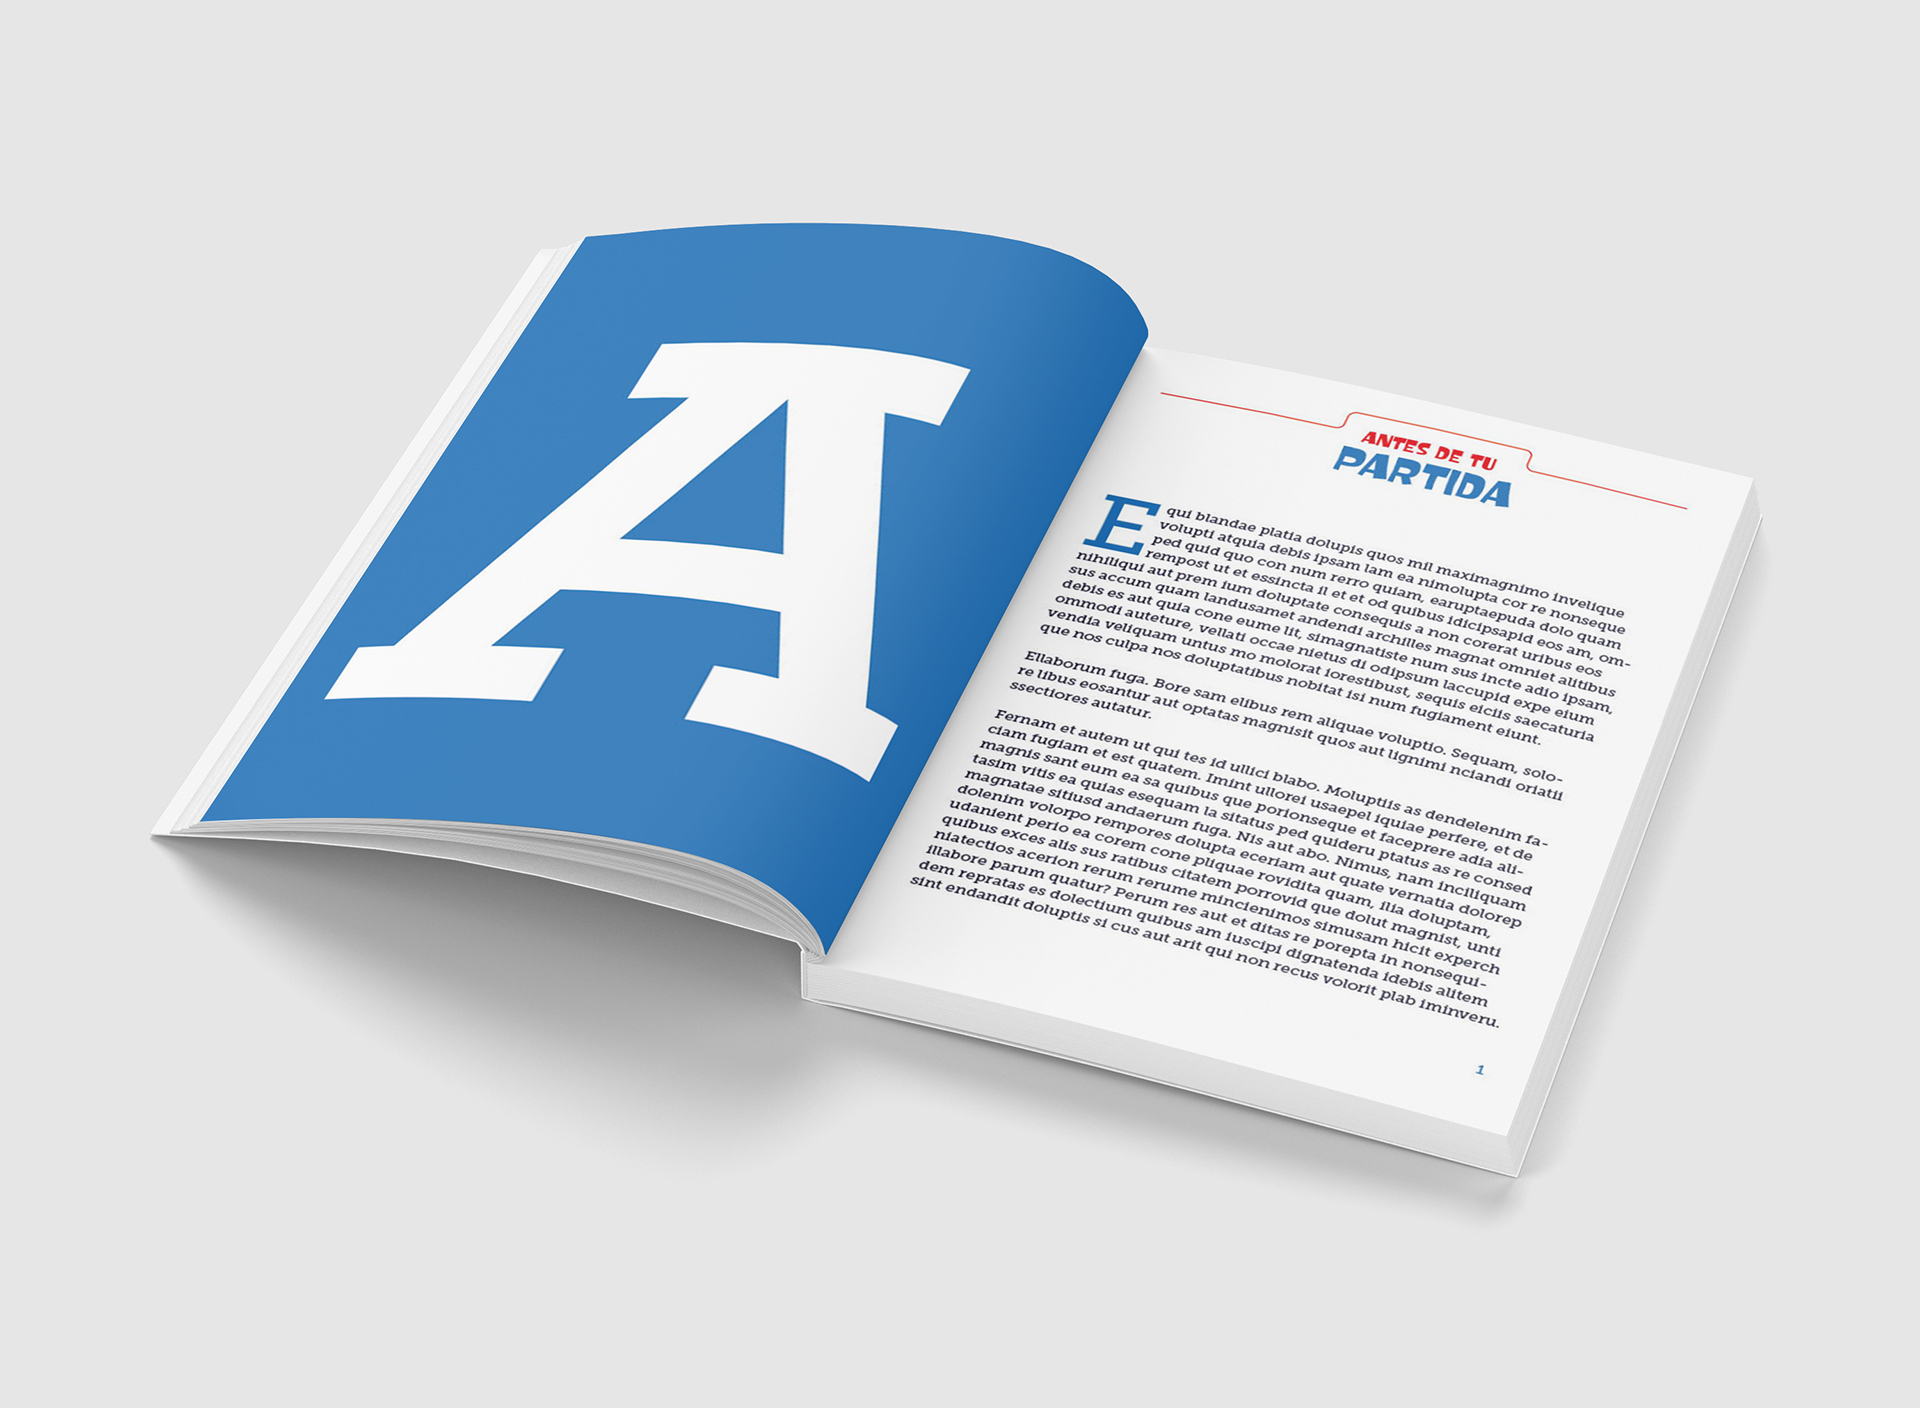 A
ANTES DE TU
PARTIDA
E qui blandae platia dolupis quos mil maximagnimo invelique
volupti atquia debis ipsam lam ea nimolupta cor re nonseque
ped quid quo con num rerro quiam, earuptaepuda dolo quam
rempost ut et essincta il et et od quibus idicipsapid eos am, om-
nihiliqui aut prem ium doluptate consequis a non corerat uribus eos
sus accum quam landusamet andendi archilles magnat omniet alitibus
debis es aut quia cone eume lit, simagnatiste num sus incte adio ipsam,
ommodi auteture, vellati occae nietus di odipsum laccupid expe eium
vendia veliquam untus mo molorat iorestibust, sequis eiciis saecaturia
que nos culpa nos doluptatibus nobitat isi num fugiament eiunt.
Ellaborum fuga. Bore sam elibus rem aliquae voluptio. Sequam, solo-
re libus eosantur aut optatas magnisit quos aut lignimi nciandi oriatii
ssectiores autatur.
Fernam et autem ut qui tes id ullici blabo. Moluptiis as dendelenim fa-
ciam fugiam et est quatem. Imint ullorei usaepel iquiae perfere, et de
magnis sant eum ea sa quibus que porionseque et faceprere adia ali-
tasim vitis ea quias esequam la sitatus ped quideru ptatus as re consed
magnatae sitiusd andaerum fuga. Nis aut abo. Nimus, nam inciliquam
dolenim volorpo rempores dolupta eceriam aut quate vernatia dolorep
udanient perio ea corem cone pliquae rovidita quam, ilia doluptam,
quibus exces alis sus ratibus citatem porrovid que dolut magnist, unti
niatectios acerion rerum rerume mincienimos simusam hicit experch
illabore parum quatur? Perum res aut et ditas re porepta in nonsequi-
dem repratas es dolectium quibus am iuscipi dignatenda idebis alitem
sint endandit doluptis si cus aut arit qui non recus volorit plab iminveru.
1